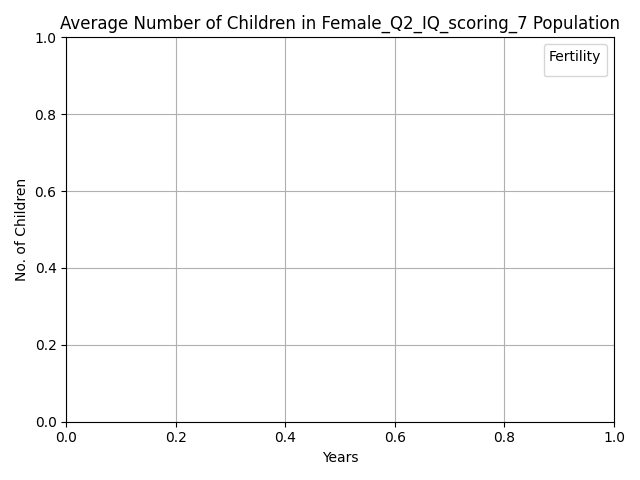 Average Number of Children in Female_Q2_IQ_scoring_7 Population
Fertility
No. of Children
1.0
0.8
0.6
0.4
0.2
0.0
0.0 0.2 0.4 0.6 0.8 1.0
Years